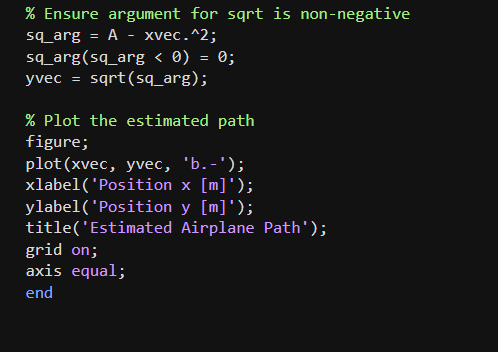 % Ensure argument for sqrt is non-negative
sq_arg = A - xvec.^2;
sq_arg(sq_arg < 0) = 0;
yvec = sqrt(sq_arg);
% Plot the estimated path
figure;
plot(xvec, yvec, 'b.-');
xlabel('Position x [m]');
ylabel('Position y [m]');
title('Estimated Airplane Path');
grid on;
axis equal;
end